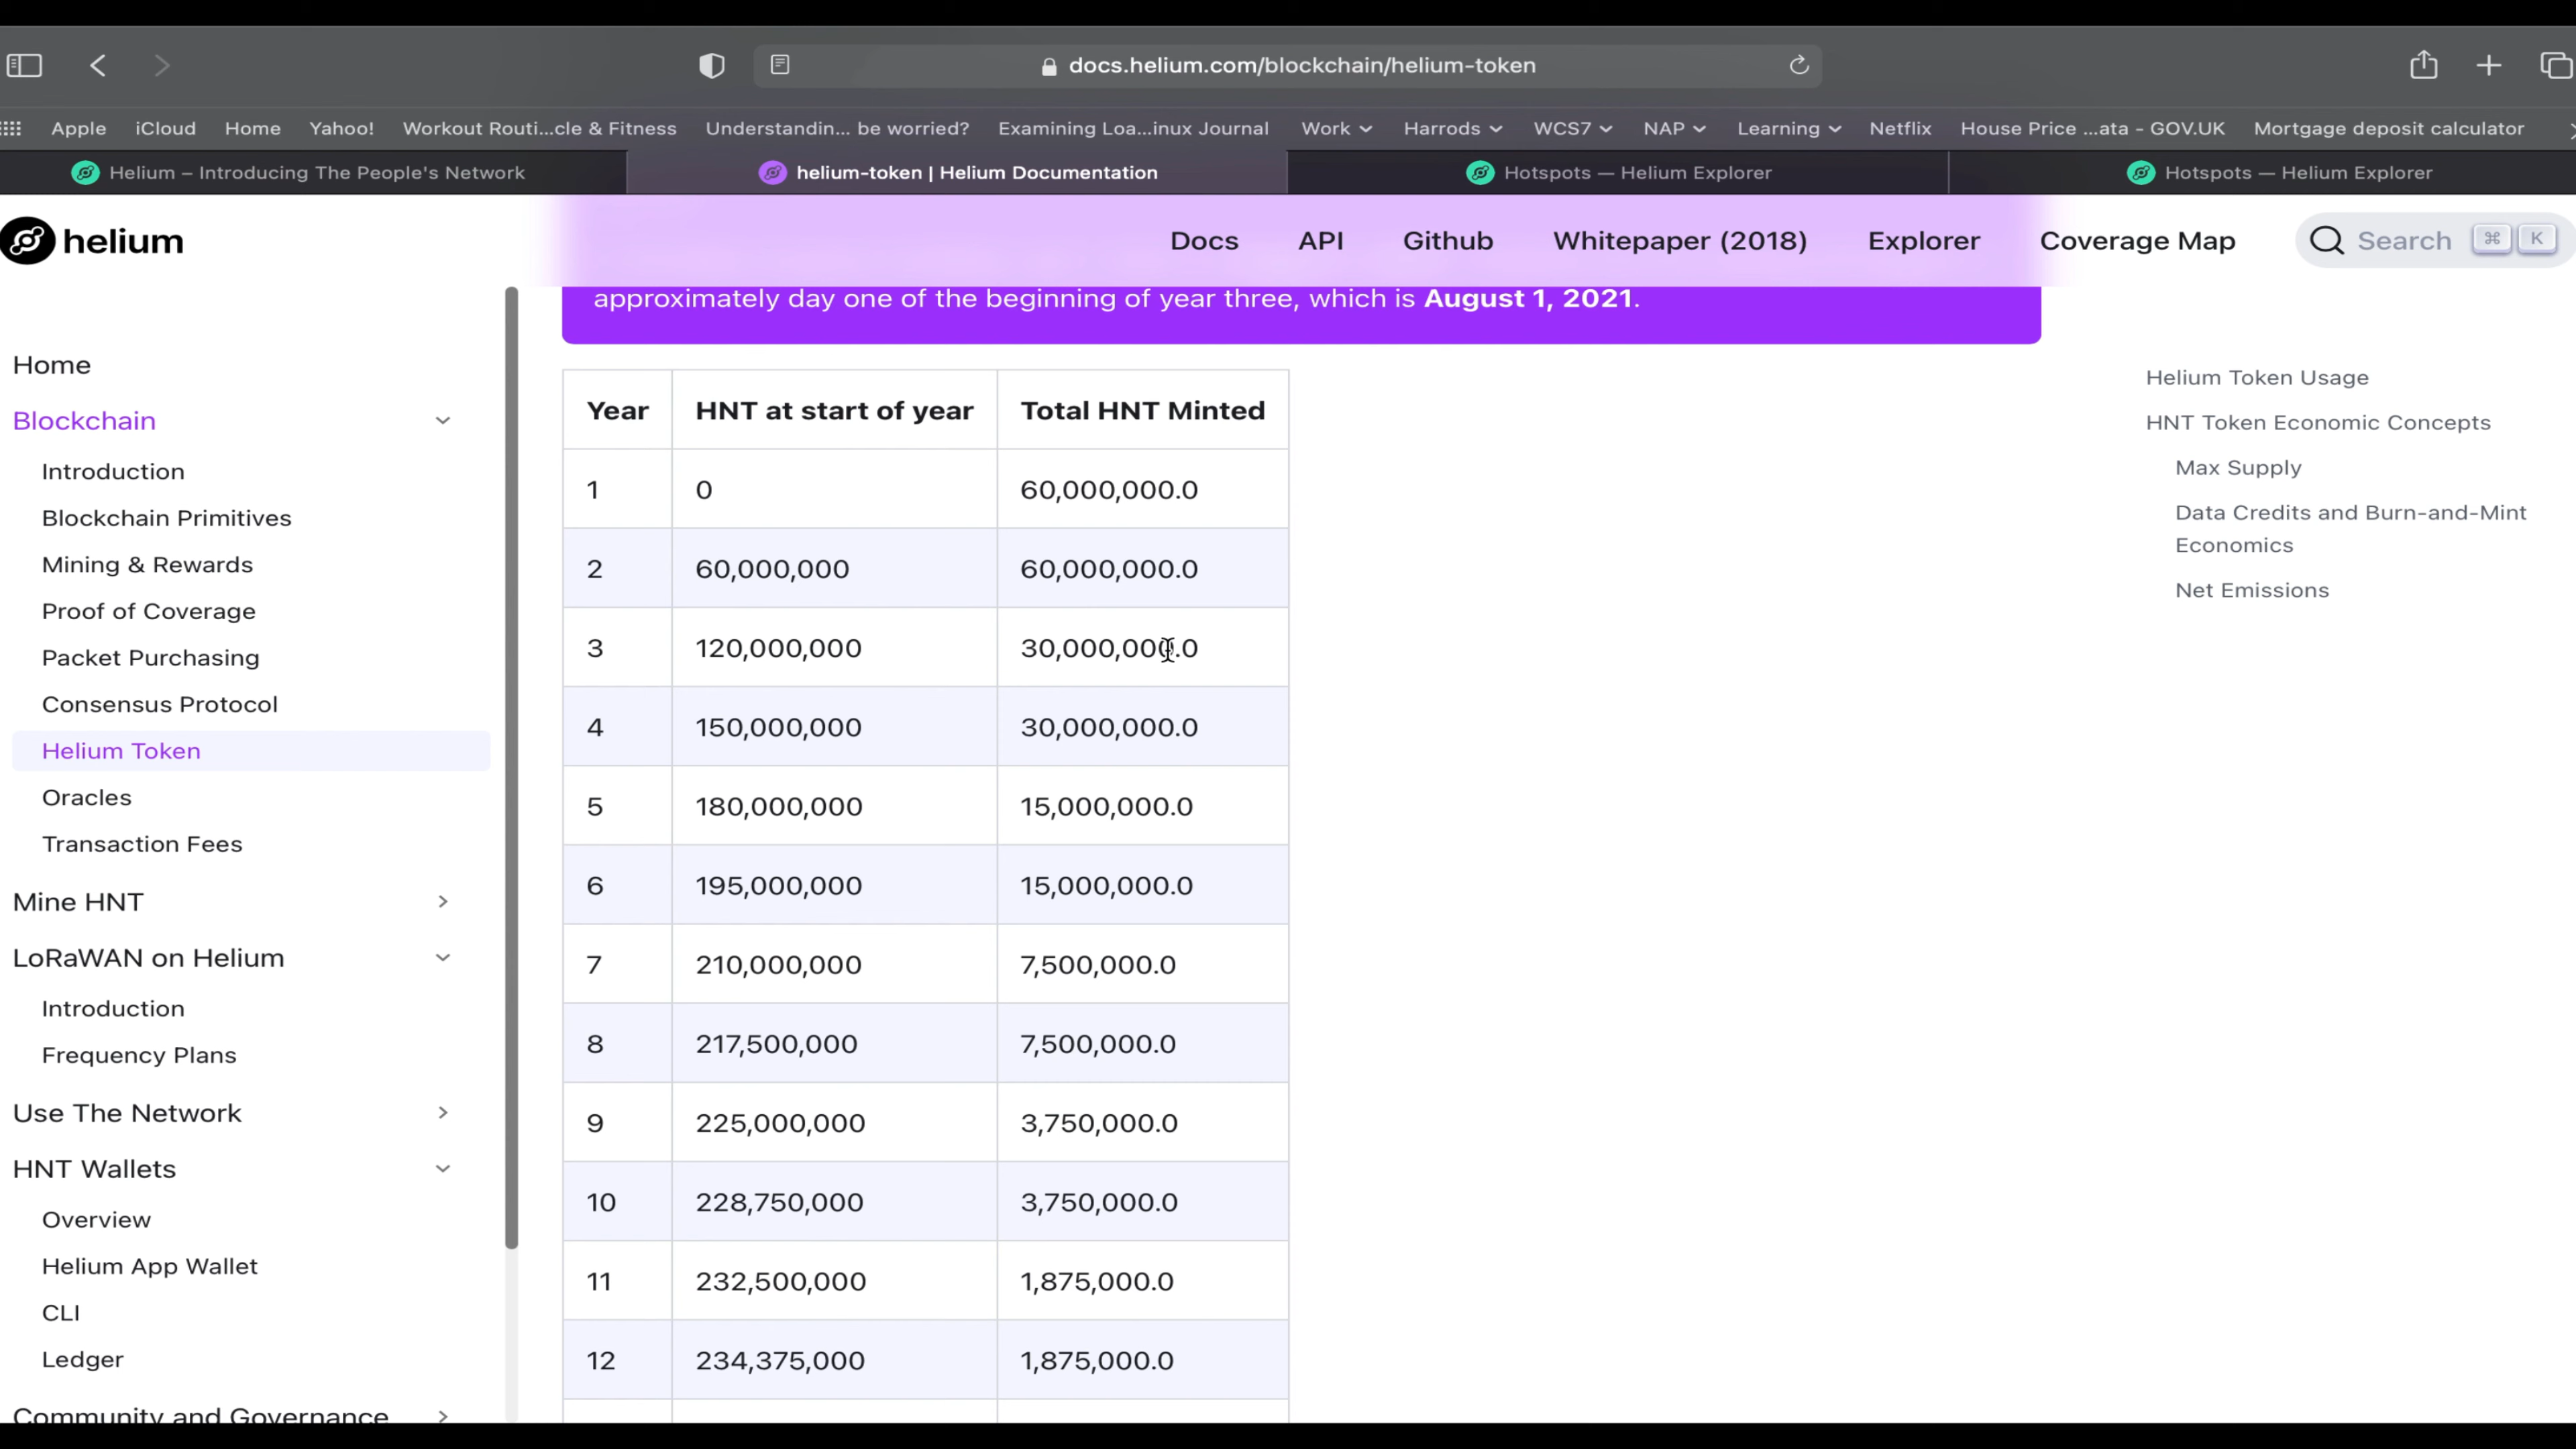 docs.helium.com/blockchain/helium-token
Apple iCloud Home Yahoo! Workout Routi...cle & Fitness Understandin... be worried? Examining Loa...inux Journal Work Harrods WCS7 NAP Learning Netflix House Price ...ata - GOV.UK Mortgage deposit calculator
Helium – Introducing The People's Network helium-token | Helium Documentation Hotspots — Helium Explorer Hotspots — Helium Explorer
helium Docs API Github Whitepaper (2018) Explorer Coverage Map Search ⌘ K
approximately day one of the beginning of year three, which is August 1, 2021.
Home
Blockchain
Introduction
Blockchain Primitives
Mining & Rewards
Proof of Coverage
Packet Purchasing
Consensus Protocol
Helium Token
Oracles
Transaction Fees
Mine HNT
LoRaWAN on Helium
Introduction
Frequency Plans
Use The Network
HNT Wallets
Overview
Helium App Wallet
CLI
Ledger
Community and Governance
Year HNT at start of year Total HNT Minted
1 0 60,000,000.0
2 60,000,000 60,000,000.0
3 120,000,000 30,000,000.0
4 150,000,000 30,000,000.0
5 180,000,000 15,000,000.0
6 195,000,000 15,000,000.0
7 210,000,000 7,500,000.0
8 217,500,000 7,500,000.0
9 225,000,000 3,750,000.0
10 228,750,000 3,750,000.0
11 232,500,000 1,875,000.0
12 234,375,000 1,875,000.0
Helium Token Usage
HNT Token Economic Concepts
Max Supply
Data Credits and Burn-and-Mint
Economics
Net Emissions